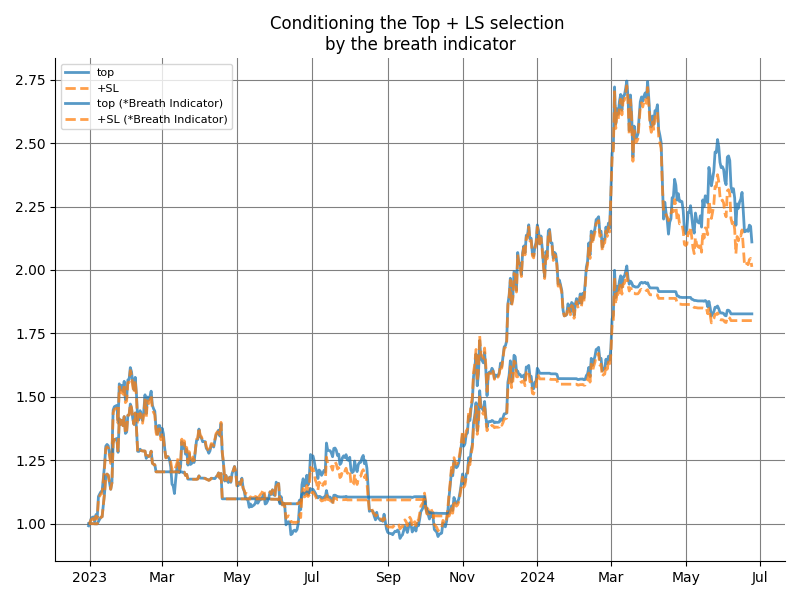 Conditioning the Top + LS selection
by the breath indicator
top
+SL
top (*Breath Indicator)
+SL (*Breath Indicator)
2.75
2.50
2.25
2.00
1.75
1.50
1.25
1.00
2023 Mar May Jul Sep Nov 2024 Mar May Jul